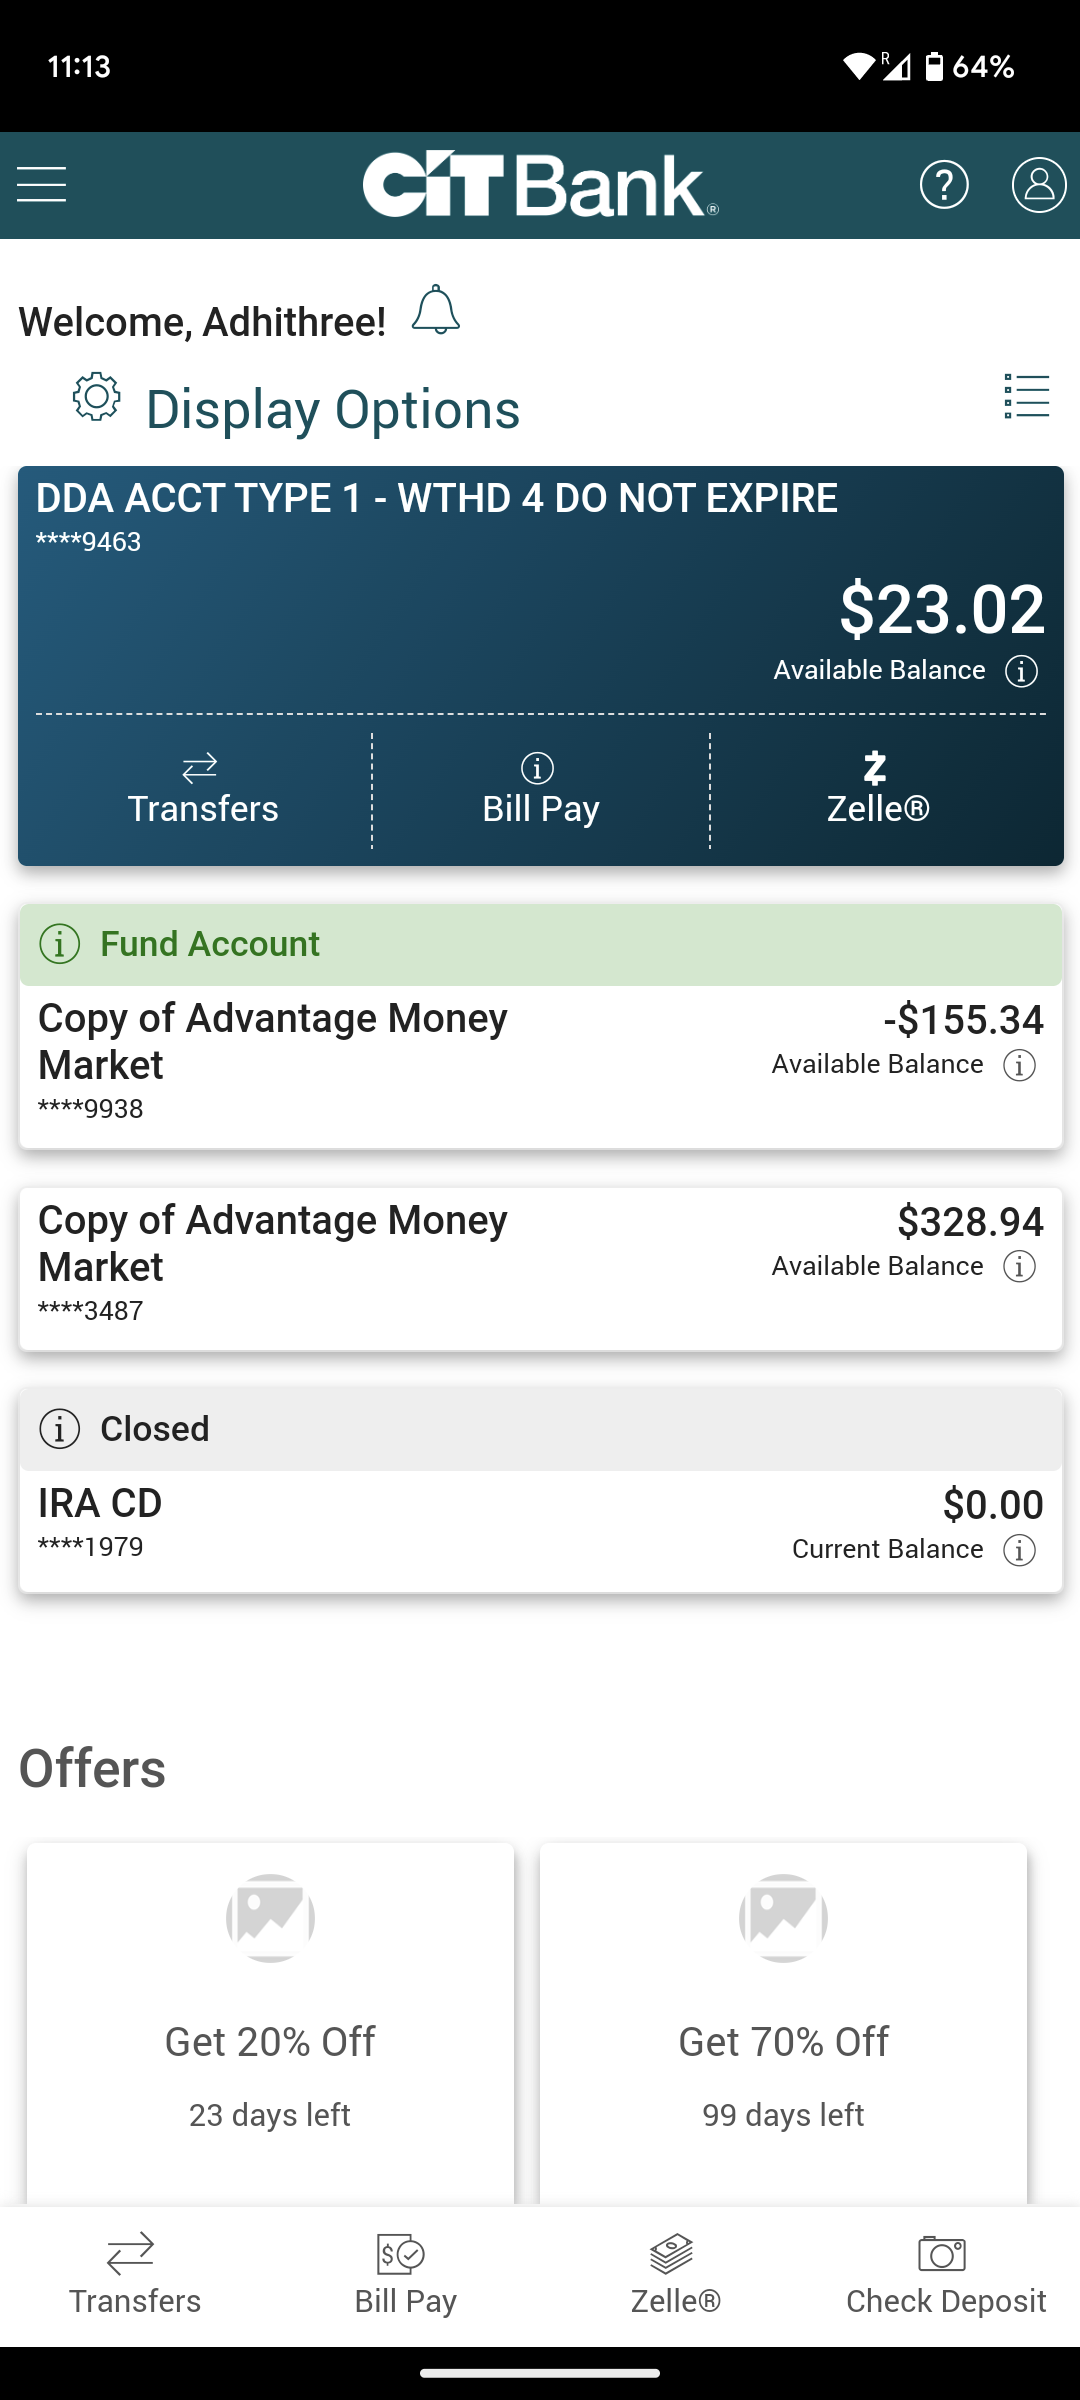 11:13
R
64%
CIT Bank®
Welcome, Adhithree!
Display Options
DDA ACCT TYPE 1 - WTHD 4 DO NOT EXPIRE
****9463
$23.02
Available Balance
Transfers
Bill Pay
Zelle®
Fund Account
Copy of Advantage Money
Market
-$155.34
Available Balance
****9938
Copy of Advantage Money
Market
$328.94
Available Balance
****3487
Closed
IRA CD
$0.00
****1979
Current Balance
Offers
Get 20% Off
23 days left
Get 70% Off
99 days left
Transfers
Bill Pay
Zelle®
Check Deposit